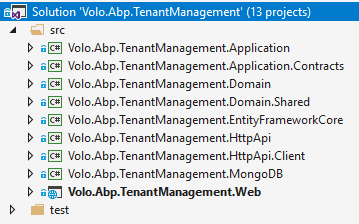 Solution 'Volo.Abp.TenantManagement' (13 projects)
src
C# Volo.Abp.TenantManagement.Application
C# Volo.Abp.TenantManagement.Application.Contracts
C# Volo.Abp.TenantManagement.Domain
C# Volo.Abp.TenantManagement.Domain.Shared
C# Volo.Abp.TenantManagement.EntityFrameworkCore
C# Volo.Abp.TenantManagement.HttpApi
C# Volo.Abp.TenantManagement.HttpApi.Client
C# Volo.Abp.TenantManagement.MongoDB
Volo.Abp.TenantManagement.Web
test